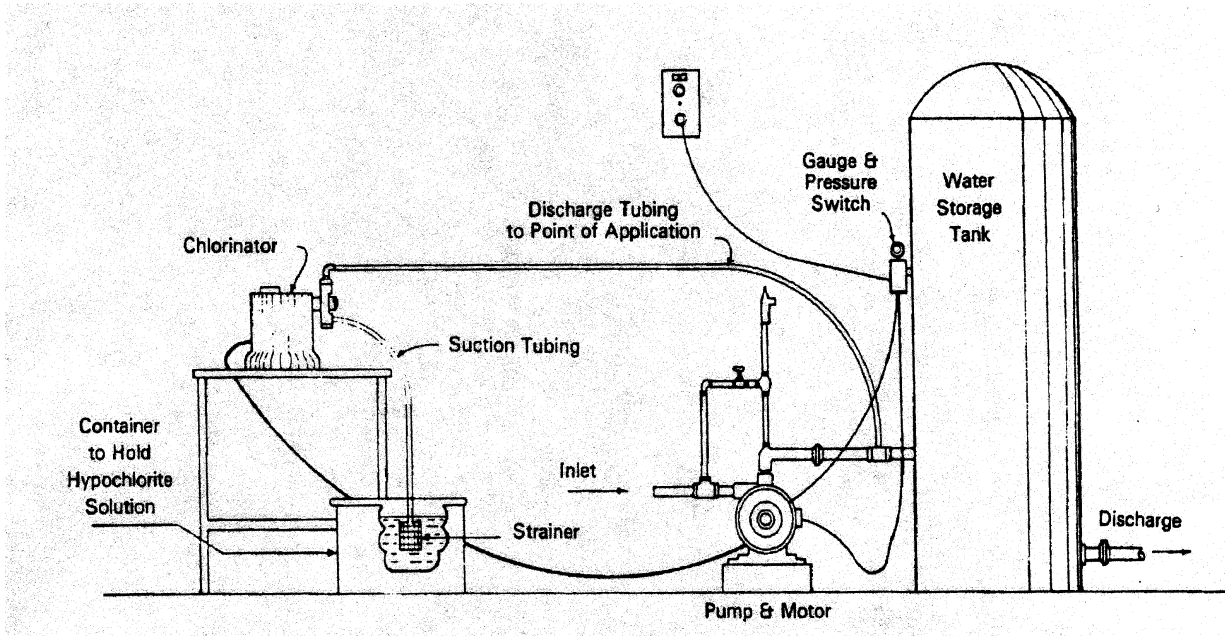 Gauge &
Pressure
Switch
Water
Storage
Tank
Discharge Tubing
to Point of Application
Chlorinator
Suction Tubing
Container
to Hold
Hypochlorite
Solution
Inlet
Strainer
Discharge
Pump & Motor